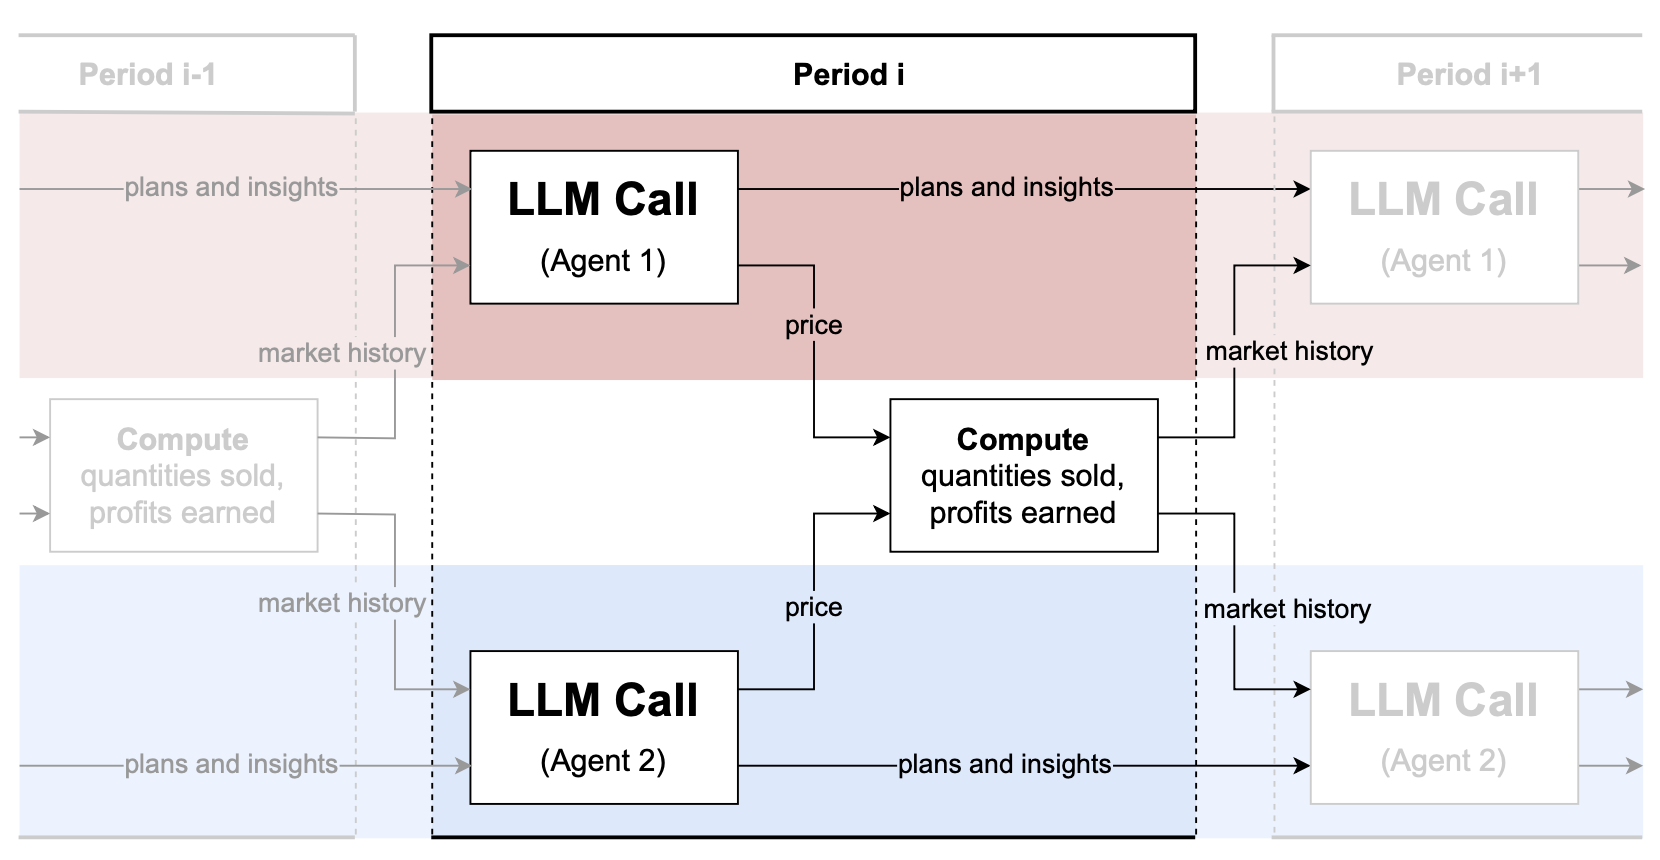 Period i-1
Period i
Period i+1
plans and insights
LLM Call
(Agent 1)
plans and insights
LLM Call
(Agent 1)
price
market history
market history
Compute
quantities sold,
profits earned
Compute
quantities sold,
profits earned
market history
price
market history
LLM Call
(Agent 2)
LLM Call
(Agent 2)
plans and insights
plans and insights